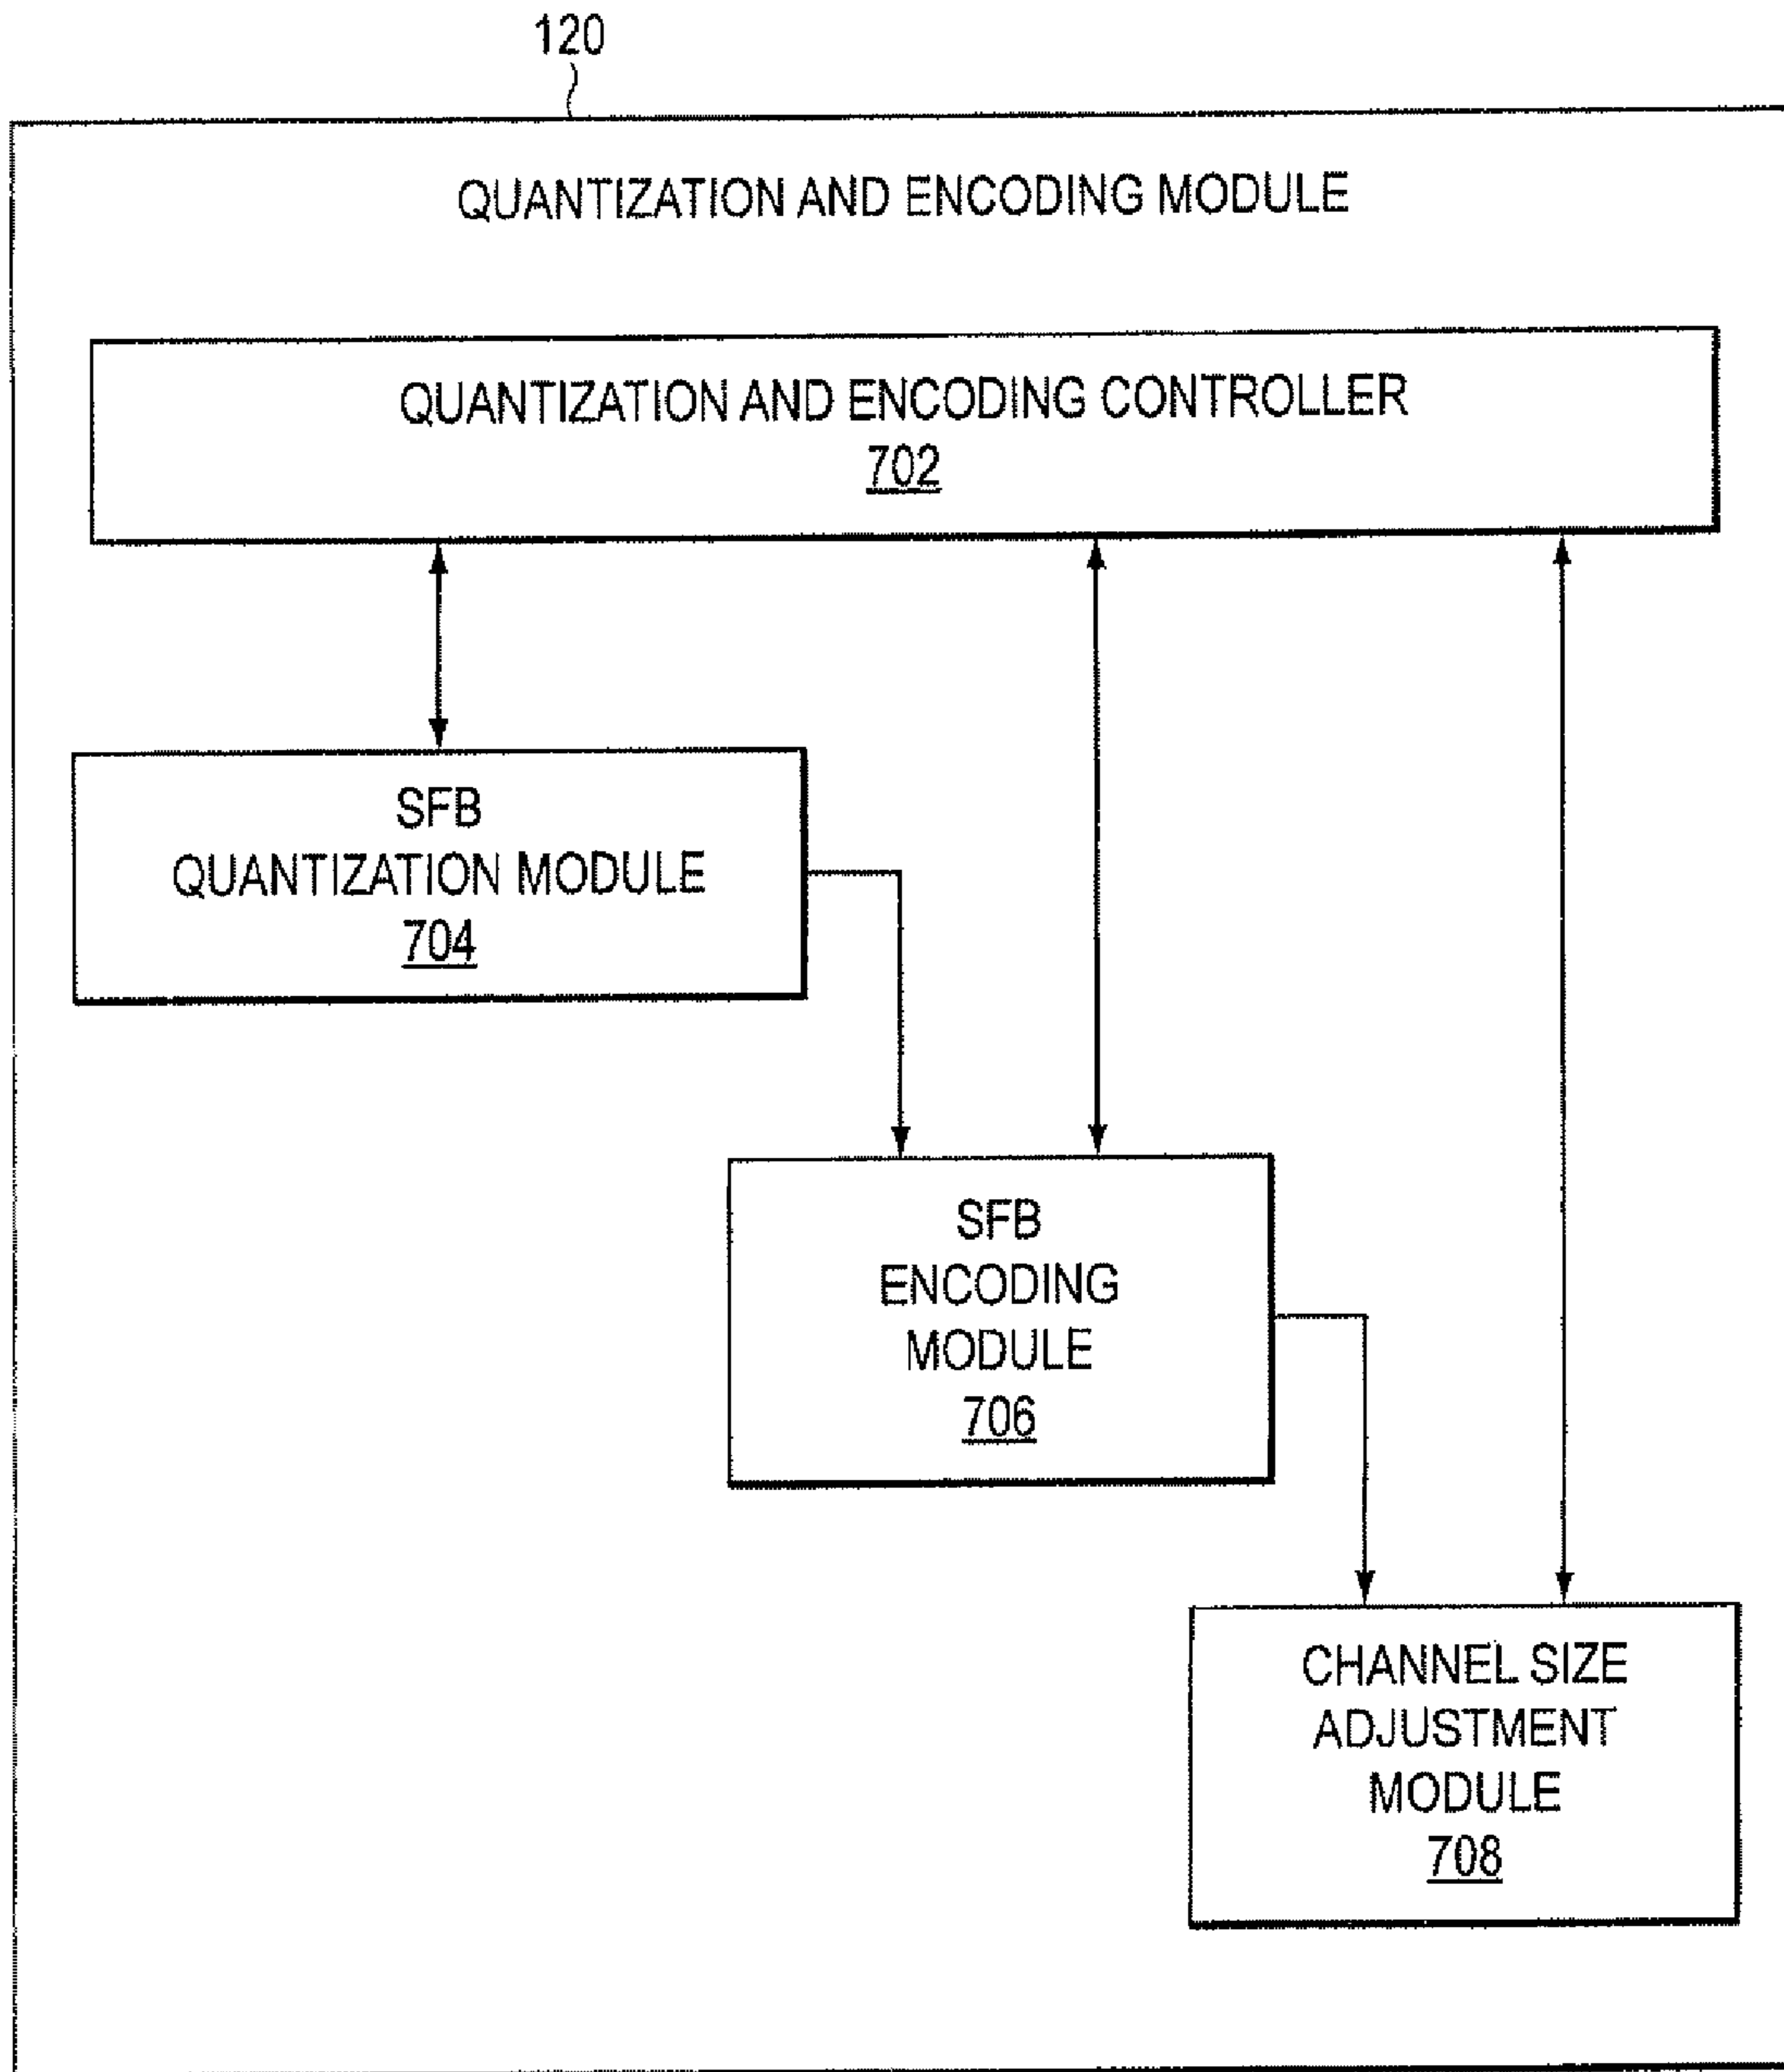 120
QUANTIZATION AND ENCODING MODULE
QUANTIZATION AND ENCODING CONTROLLER
702
SFB
QUANTIZATION MODULE
704
SFB
ENCODING
MODULE
706
CHANNEL SIZE
ADJUSTMENT
MODULE
708